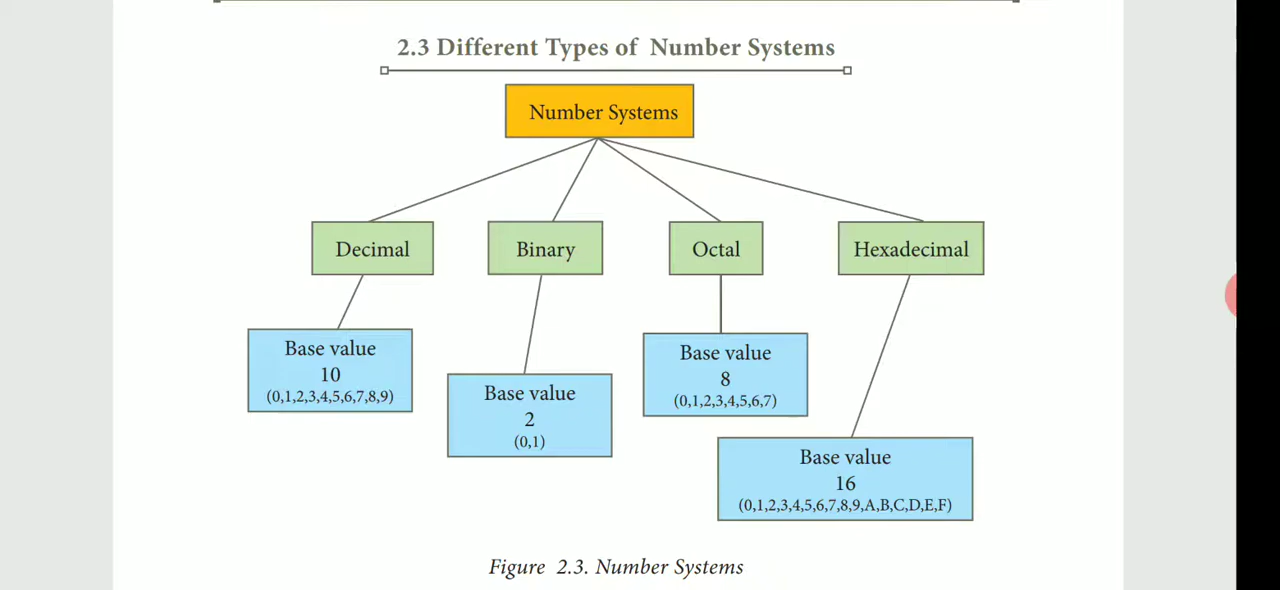 2.3 Different Types of Number Systems
Number Systems
Decimal
Binary
Octal
Hexadecimal
Base value
10
(0,1,2,3,4,5,6,7,8,9)
Base value
2
(0,1)
Base value
8
(0,1,2,3,4,5,6,7)
Base value
16
(0,1,2,3,4,5,6,7,8,9,A,B,C,D,E,F)
Figure 2.3. Number Systems